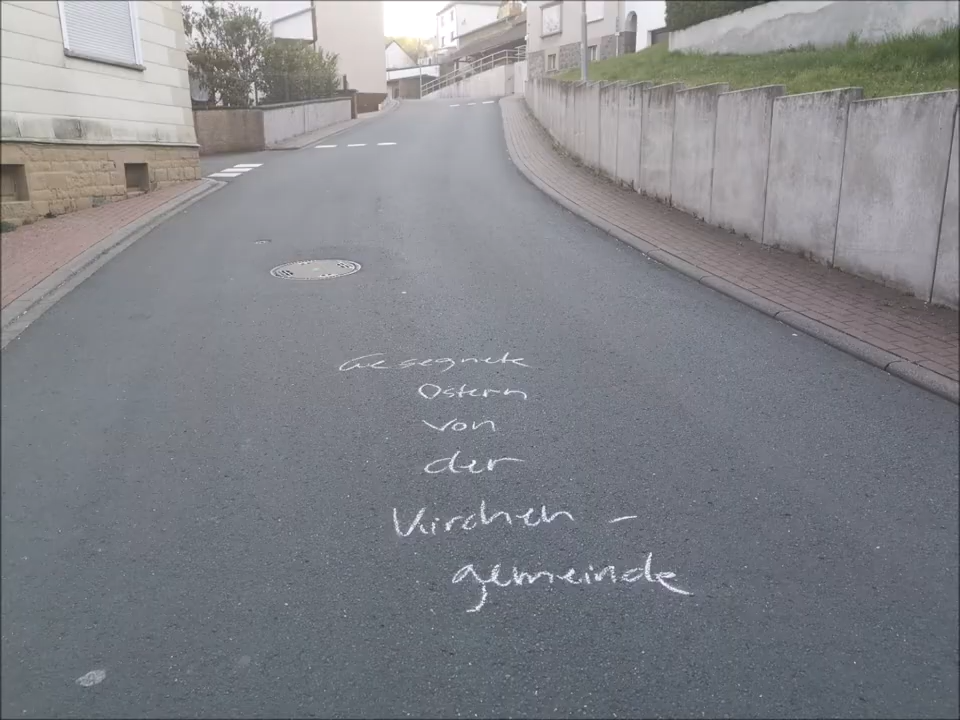 Gesegnete
Ostern
von
der
Kirchen -
gemeinde